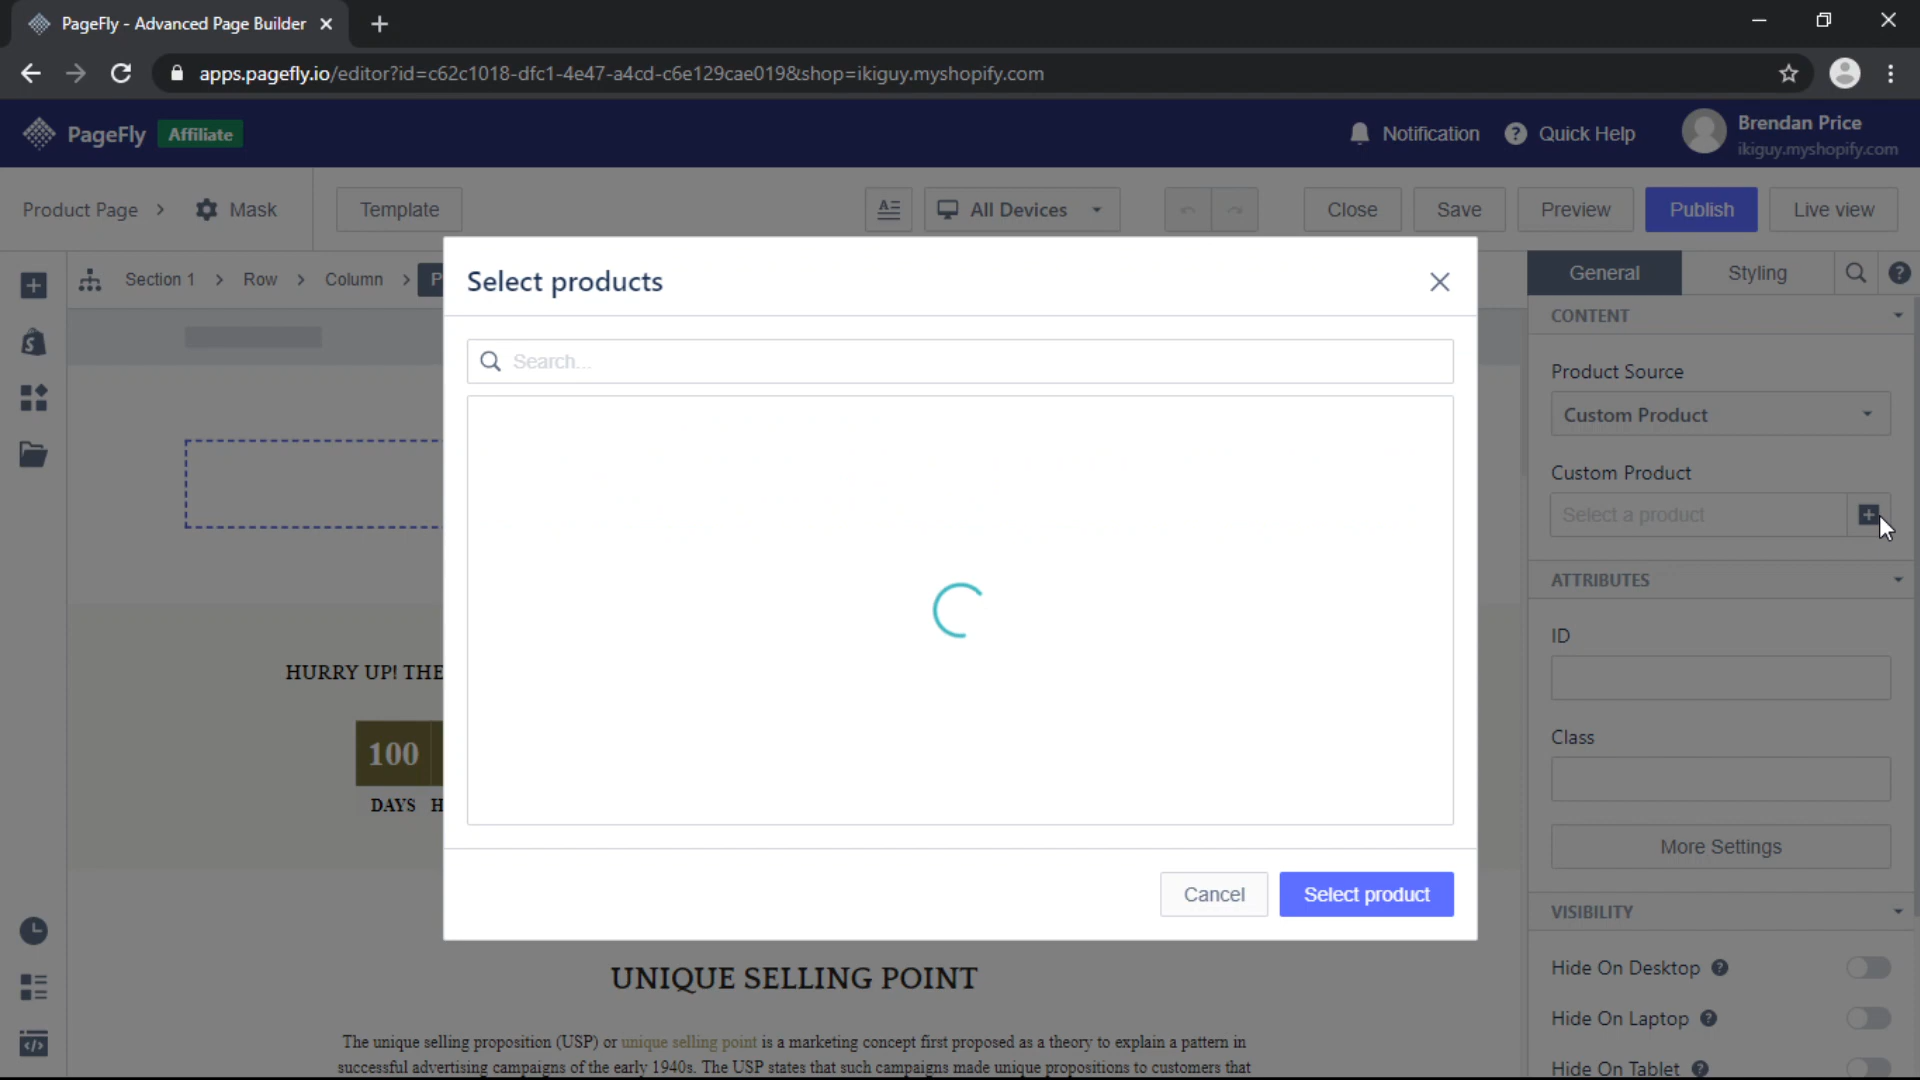 PageFly - Advanced Page Builder
apps.pagefly.io/editor?id=c62c1018-dfc1-4e47-a4cd-c6e129cae019&shop=ikiguy.myshopify.com
PageFly Affiliate
Notification
Quick Help
Brendan Price
ikiguy.myshopify.com
Product Page > Mask
Template
All Devices
Close
Save
Preview
Publish
Live view
Section 1 > Row > Column >
Select products
General
Styling
CONTENT
Search...
Product Source
Custom Product
Custom Product
Select a product
ATTRIBUTES
ID
HURRY UP! THE
Class
100
DAYS
More Settings
Cancel
Select product
VISIBILITY
Hide On Desktop
UNIQUE SELLING POINT
Hide On Laptop
The unique selling proposition (USP) or unique selling point is a marketing concept first proposed as a theory to explain a pattern in
successful advertising campaigns of the early 1940s. The USP states that such campaigns made unique propositions to customers that
Hide On Tablet